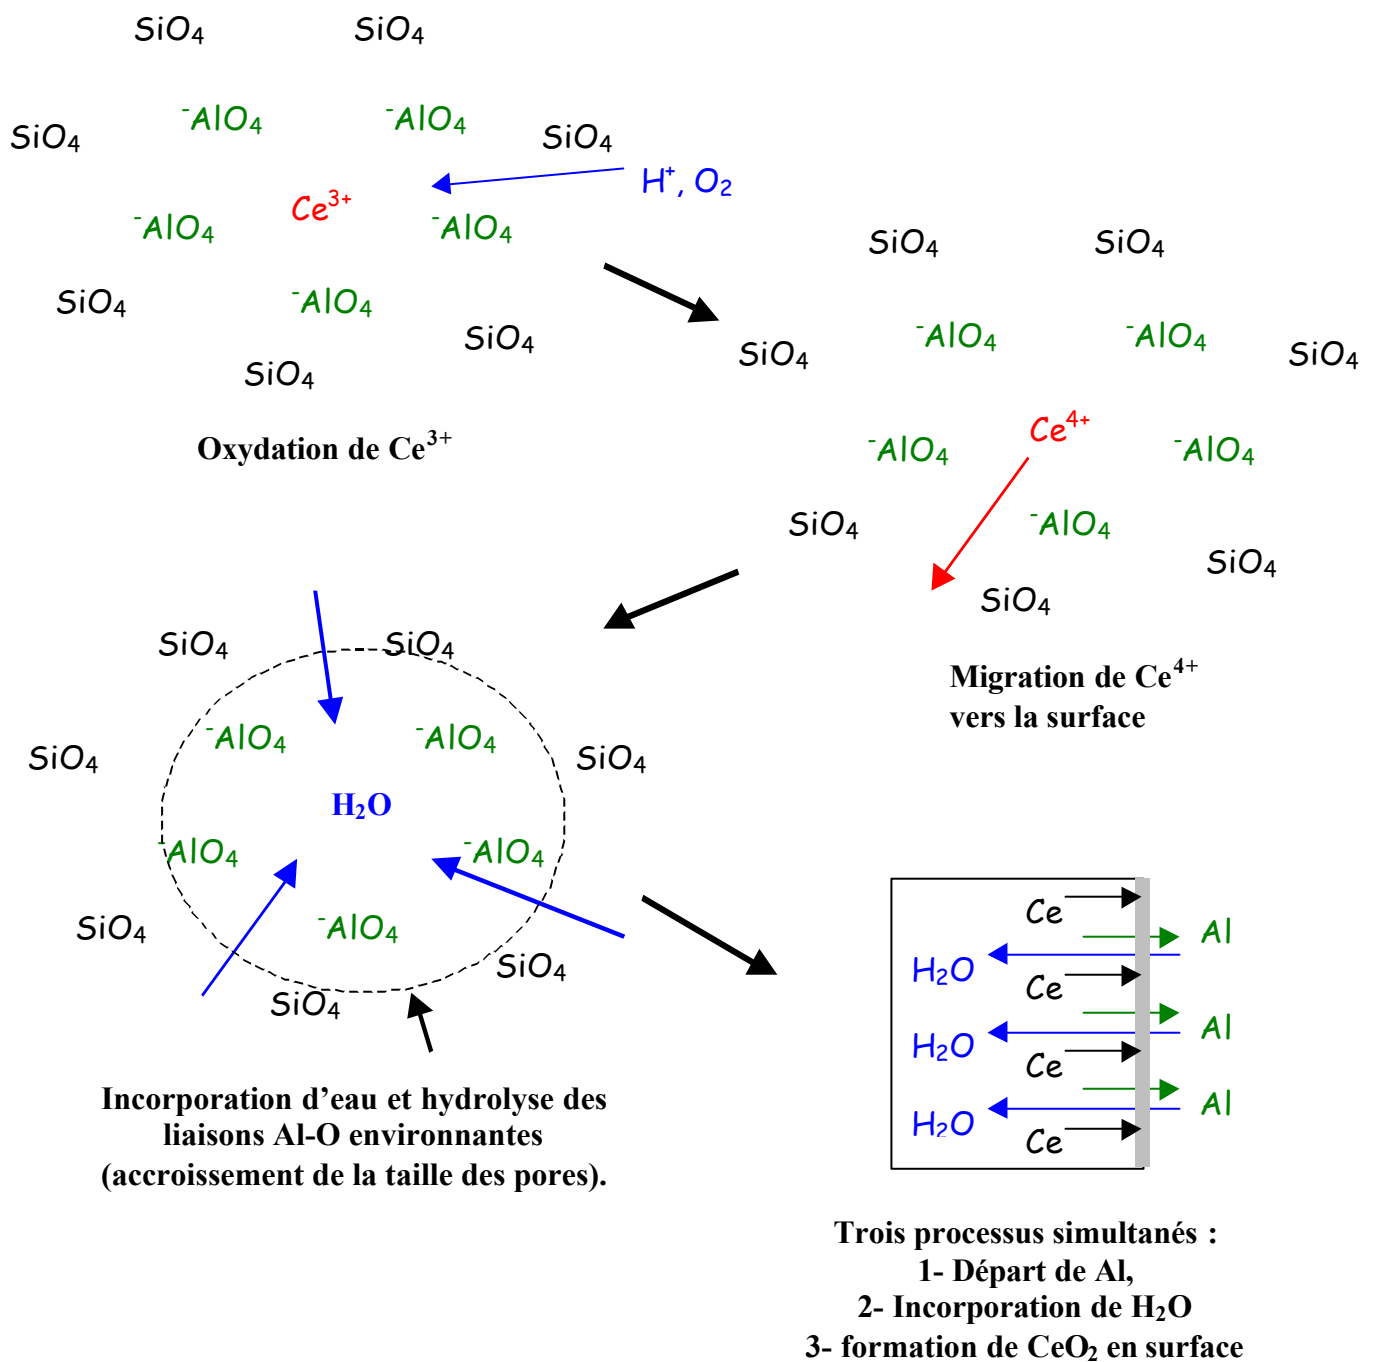 SiO₄ SiO₄
⁻AlO₄ ⁻AlO₄
SiO₄ SiO₄
H⁺, O₂
Ce³⁺
⁻AlO₄ ⁻AlO₄
SiO₄ ⁻AlO₄
SiO₄
SiO₄
Oxydation de Ce³⁺
SiO₄ SiO₄
⁻AlO₄ ⁻AlO₄
SiO₄ SiO₄
Ce⁴⁺
⁻AlO₄ ⁻AlO₄
SiO₄ ⁻AlO₄
SiO₄
SiO₄
Migration de Ce⁴⁺
vers la surface
SiO₄ SiO₄
⁻AlO₄ ⁻AlO₄
SiO₄ SiO₄
H₂O
⁻AlO₄ ⁻AlO₄
SiO₄ ⁻AlO₄
SiO₄
SiO₄
Incorporation d’eau et hydrolyse des
liaisons Al-O environnantes
(accroissement de la taille des pores).
Ce
Al
H₂O
Ce
Al
H₂O
Ce
Al
H₂O
Ce
Trois processus simultanés :
1- Départ de Al,
2- Incorporation de H₂O
3- formation de CeO₂ en surface